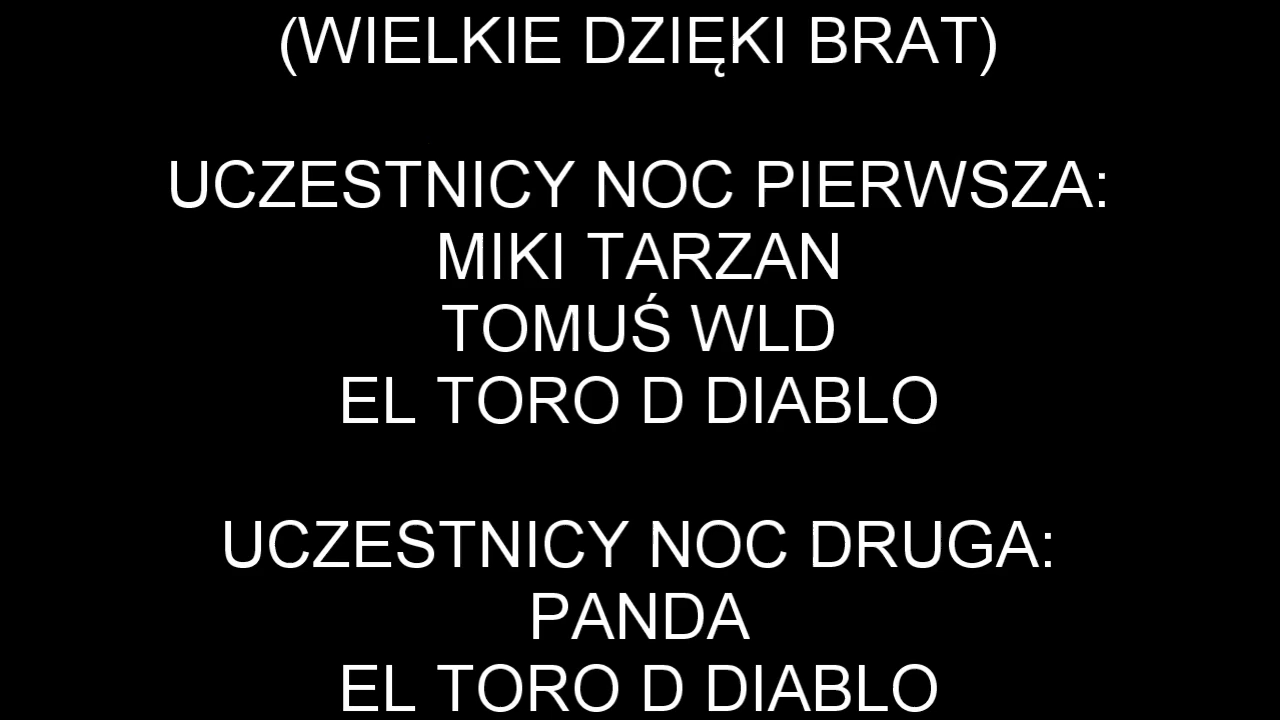 (WIELKIE DZIĘKI BRAT)
UCZESTNICY NOC PIERWSZA:
MIKI TARZAN
TOMUŚ WLD
EL TORO D DIABLO
UCZESTNICY NOC DRUGA:
PANDA
EL TORO D DIABLO